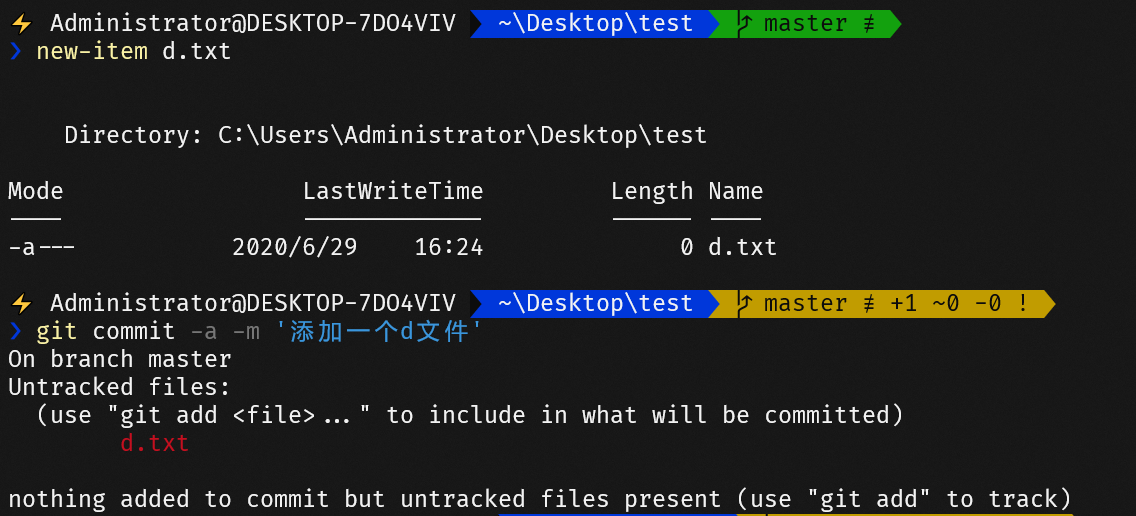 Administrator@DESKTOP-7DO4VIV ~\Desktop\test master ≢
❯ new-item d.txt
Directory: C:\Users\Administrator\Desktop\test
Mode LastWriteTime Length Name
---- ------------- ------ ----
-a--- 2020/6/29 16:24 0 d.txt
Administrator@DESKTOP-7DO4VIV ~\Desktop\test master ≢ +1 ~0 -0 !
❯ git commit -a -m '添加一个d文件'
On branch master
Untracked files:
(use "git add <file>..." to include in what will be committed)
d.txt
nothing added to commit but untracked files present (use "git add" to track)